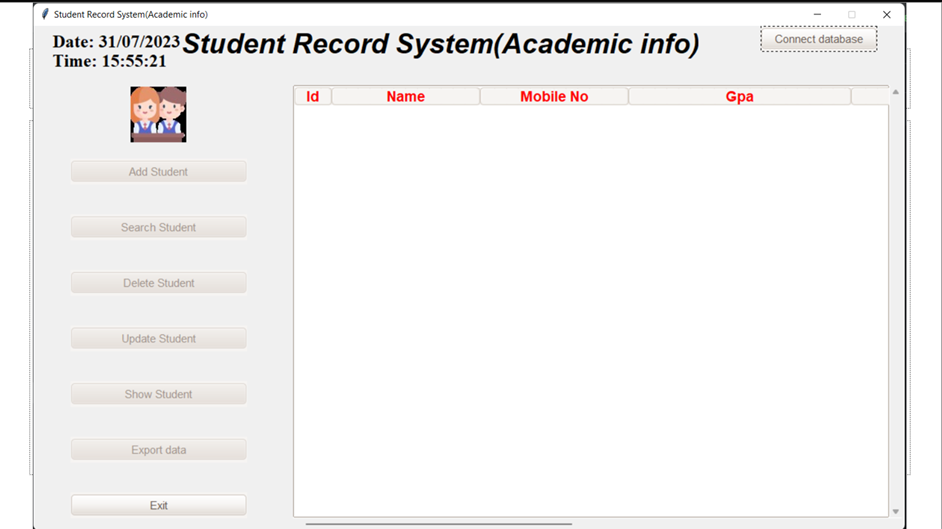 Student Record System(Academic info)
Date: 31/07/2023
Student Record System(Academic info)
Connect database
Time: 15:55:21
Id
Name
Mobile No
Gpa
Add Student
Search Student
Delete Student
Update Student
Show Student
Export data
Exit